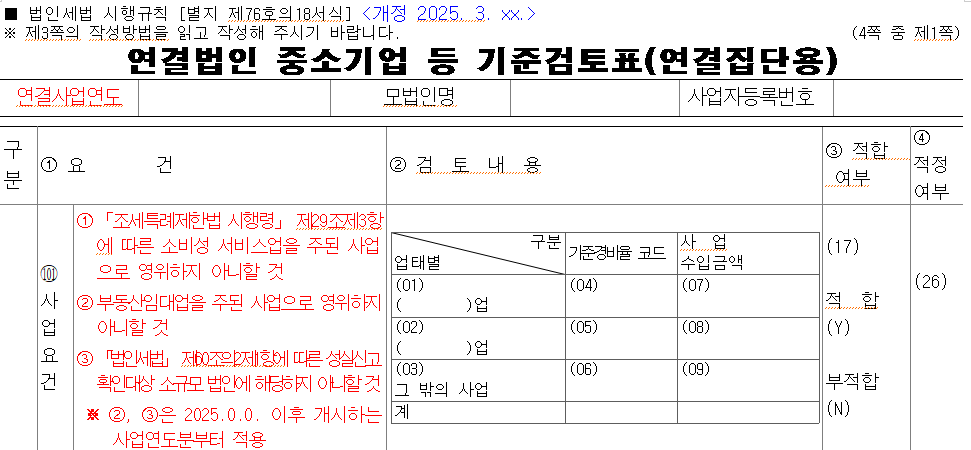 ■ 법인세법 시행규칙 [별지 제76호의18서식] <개정 2025. 3. xx.>
※ 제3쪽의 작성방법을 읽고 작성해 주시기 바랍니다. (4쪽 중 제1쪽)
연결법인 중소기업 등 기준검토표(연결집단용)
연결사업연도 모법인명 사업자등록번호
구분 ① 요 건 ② 검 토 내 용 ③ 적합여부 ④ 적정여부
⑩ 사업요건
① 「조세특례제한법 시행령」 제29조제3항
에 따른 소비성 서비스업을 주된 사업
으로 영위하지 아니할 것
② 부동산임대업을 주된 사업으로 영위하지
아니할 것
③ 「법인세법」 제60조의2제1항에 따른 성실신고
확인대상 소규모 법인에 해당하지 아니할 것
※ ②, ③은 2025.0.0. 이후 개시하는
사업연도분부터 적용
구분
업태별
기준경비율 코드
사 업
수입금액
(01) (04) (07)
( )업
(02) (05) (08)
( )업
(03) (06) (09)
그 밖의 사업
계
(17)
적 합
(Y)
부적합
(N)
(26)